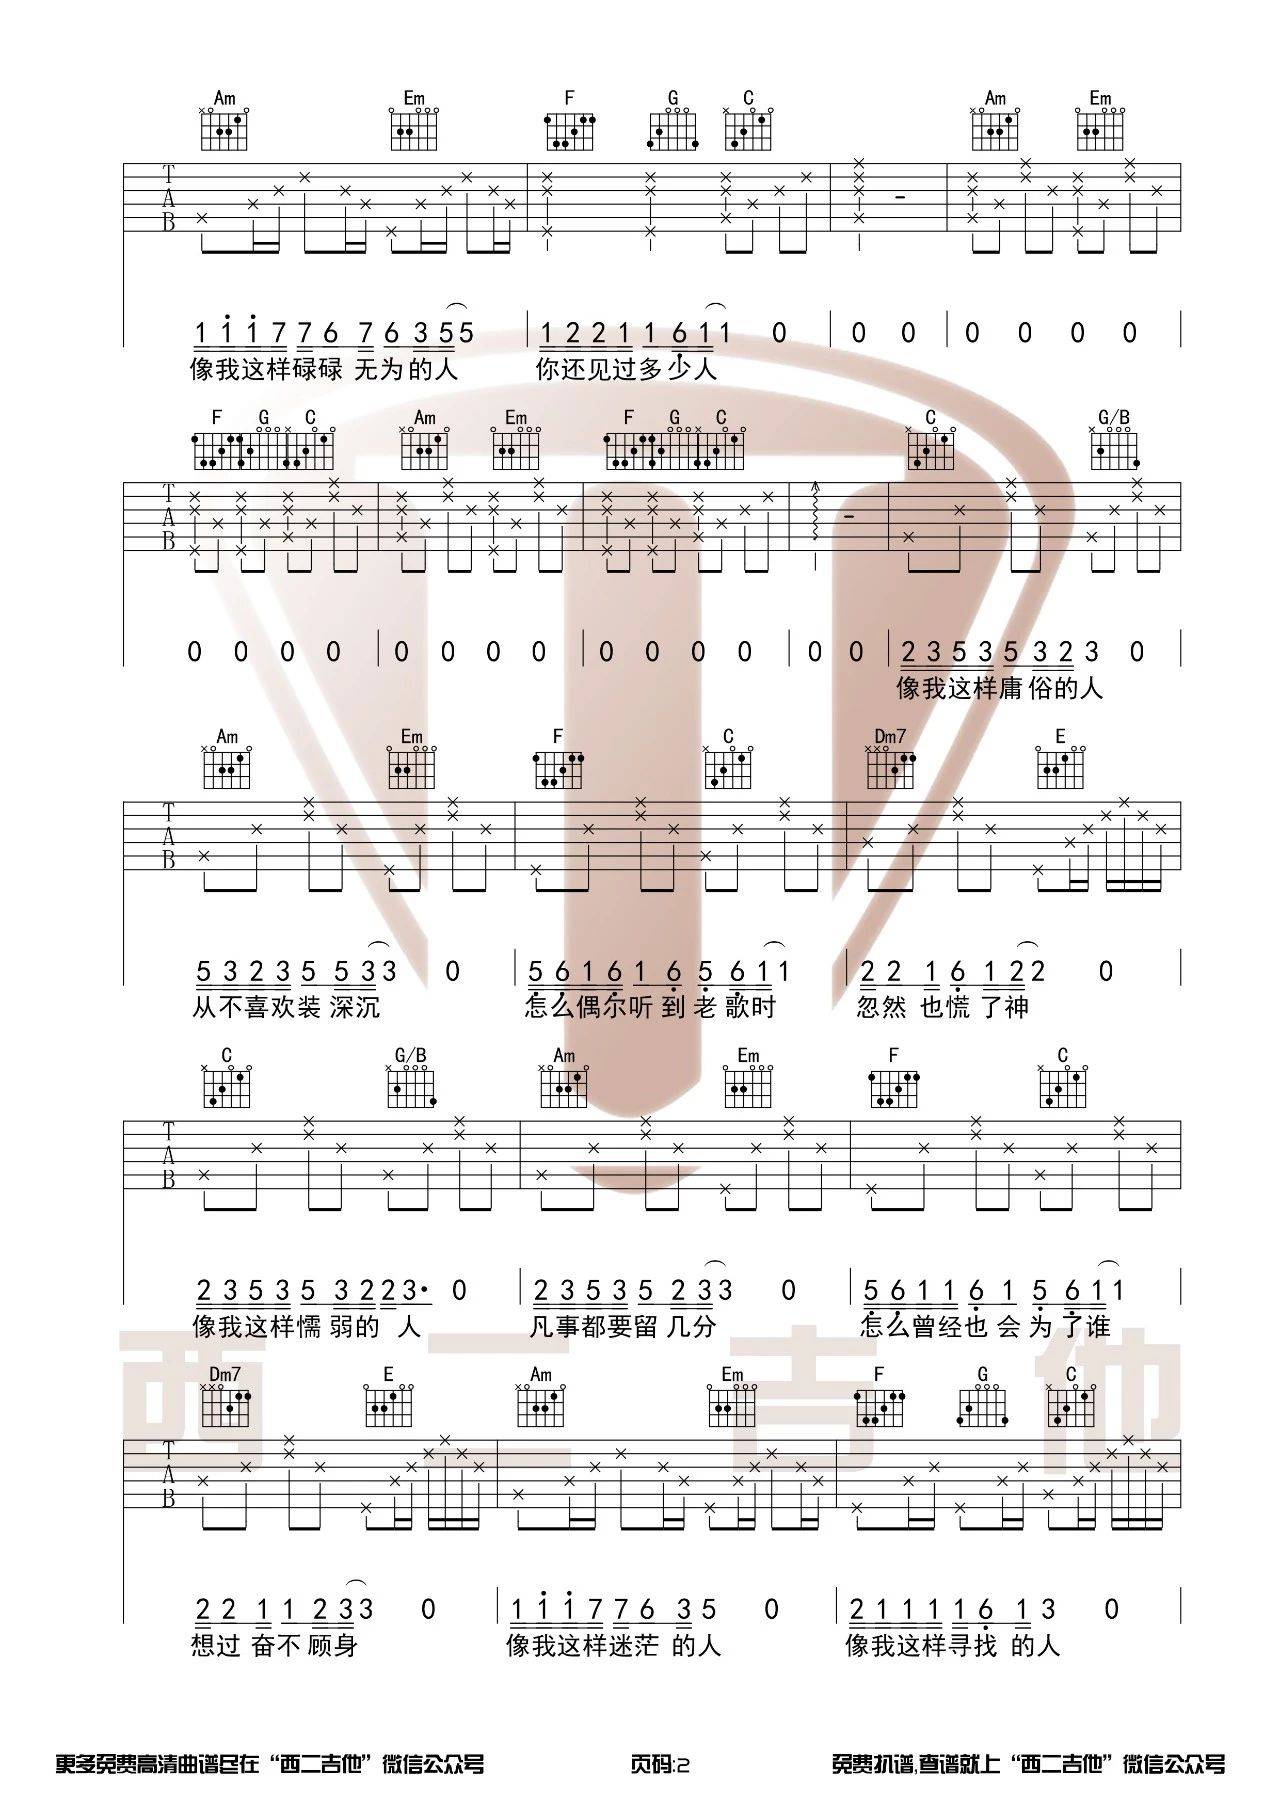 Am Em F G C Am Em
T A B
1 1 1 7 7 6 7 6 3 5 5 1 2 2 1 1 6 1 1 0 0 0 0 0 0 0
像我这样碌碌 无为的人 你还见过多少人
F G C Am Em F G C C G/B
T A B
0 0 0 0 0 0 0 0 0 0 0 0 0 0 2 3 5 3 5 3 2 3 0
像我这样庸俗的人
Am Em F C Dm7 E
T A B
5 3 2 3 5 5 3 3 0 5 6 1 6 1 6 5 6 1 1 2 2 1 6 1 2 2 0
从不喜欢装 深沉 怎么偶尔听 到 老 歌时 忽然 也慌 了神
C G/B Am Em F C
T A B
2 3 5 3 5 3 2 2 3· 0 2 3 5 3 5 2 3 3 0 5 6 1 1 6 1 5 6 1 1
像我这样懦 弱的 人 凡事都要留 几分 怎么曾经也 会 为了谁
Dm7 E Am Em F G C
T A B
2 2 1 1 2 3 3 0 1 1 1 7 7 6 3 5 0 2 1 1 1 1 6 1 3 0
想过 奋不 顾身 像我这样迷茫 的人 像我这样寻找 的人
西二吉他
更多免费高清曲谱尽在“西二吉他”微信公众号 页码:2 免费扒谱,查谱就上“西二吉他”微信公众号